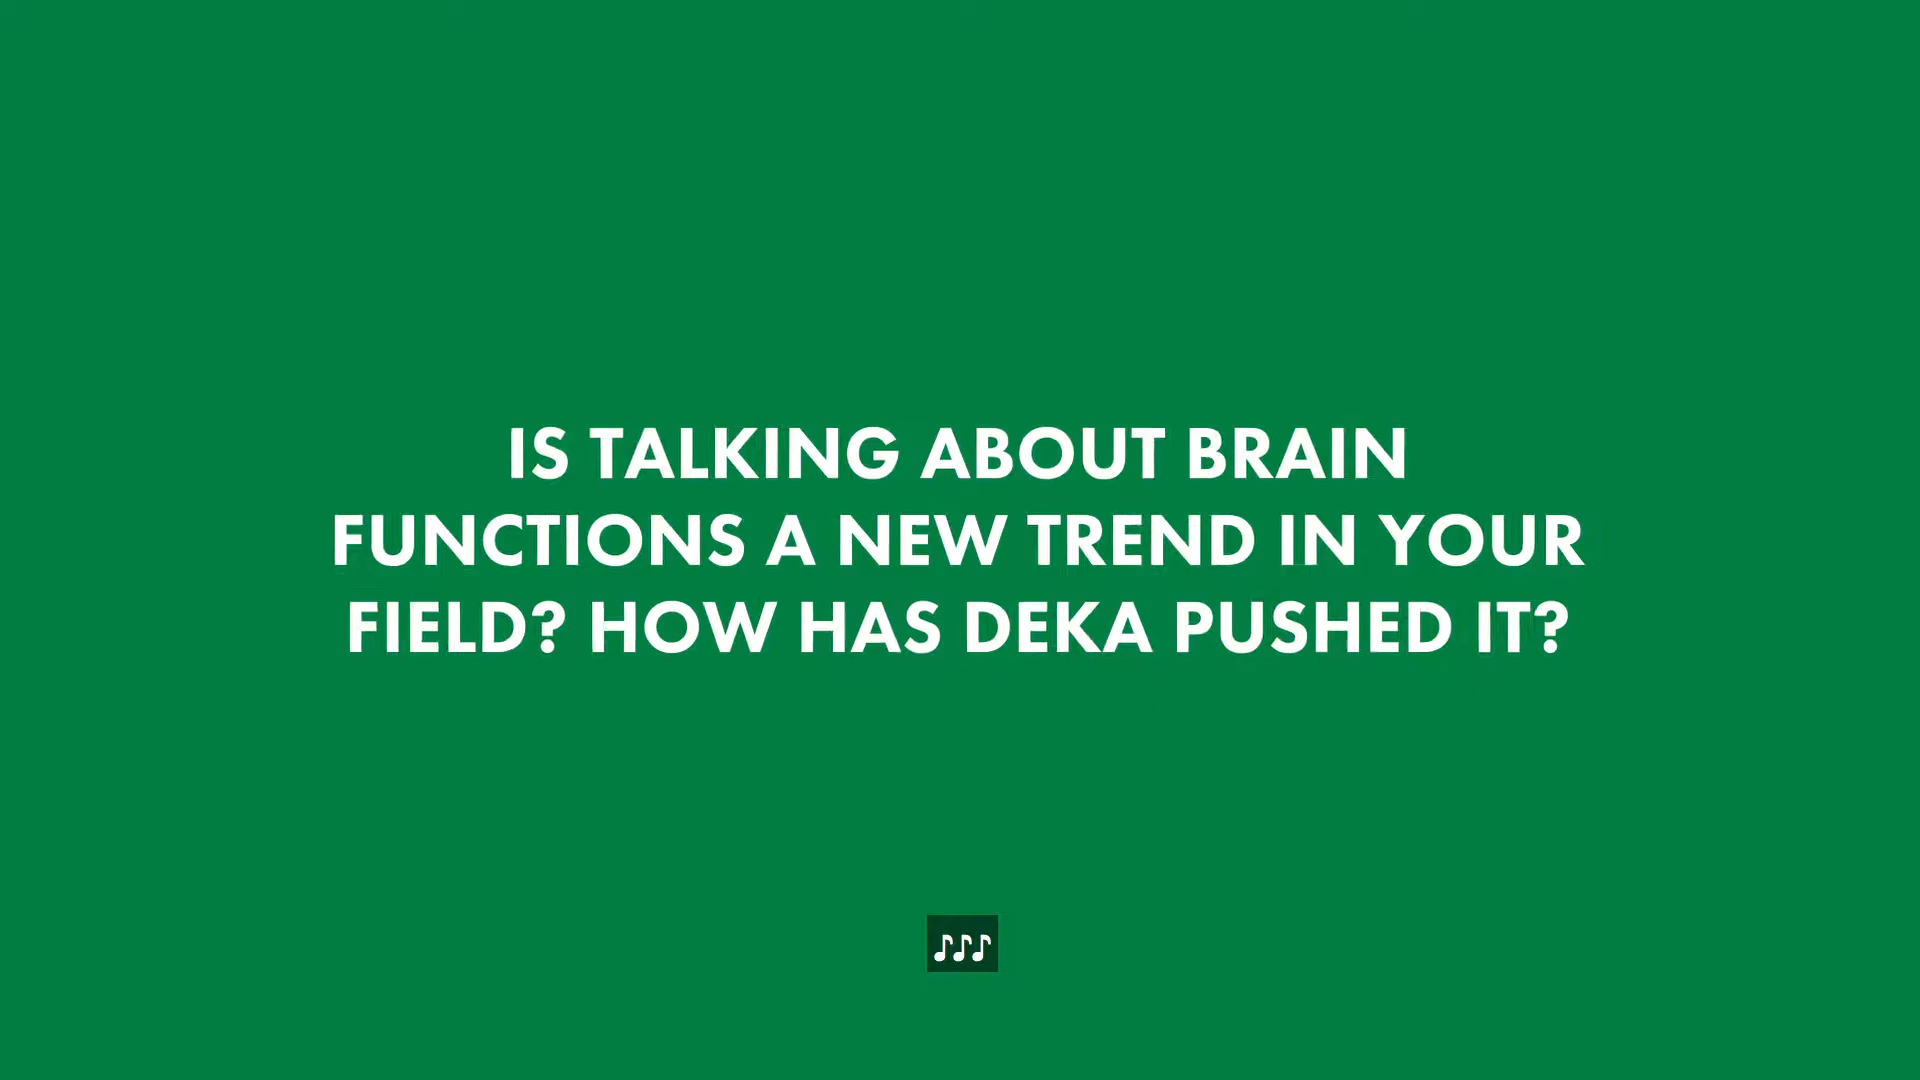 IS TALKING ABOUT BRAIN
FUNCTIONS A NEW TREND IN YOUR
FIELD? HOW HAS DEKA PUSHED IT?
♪♪♪